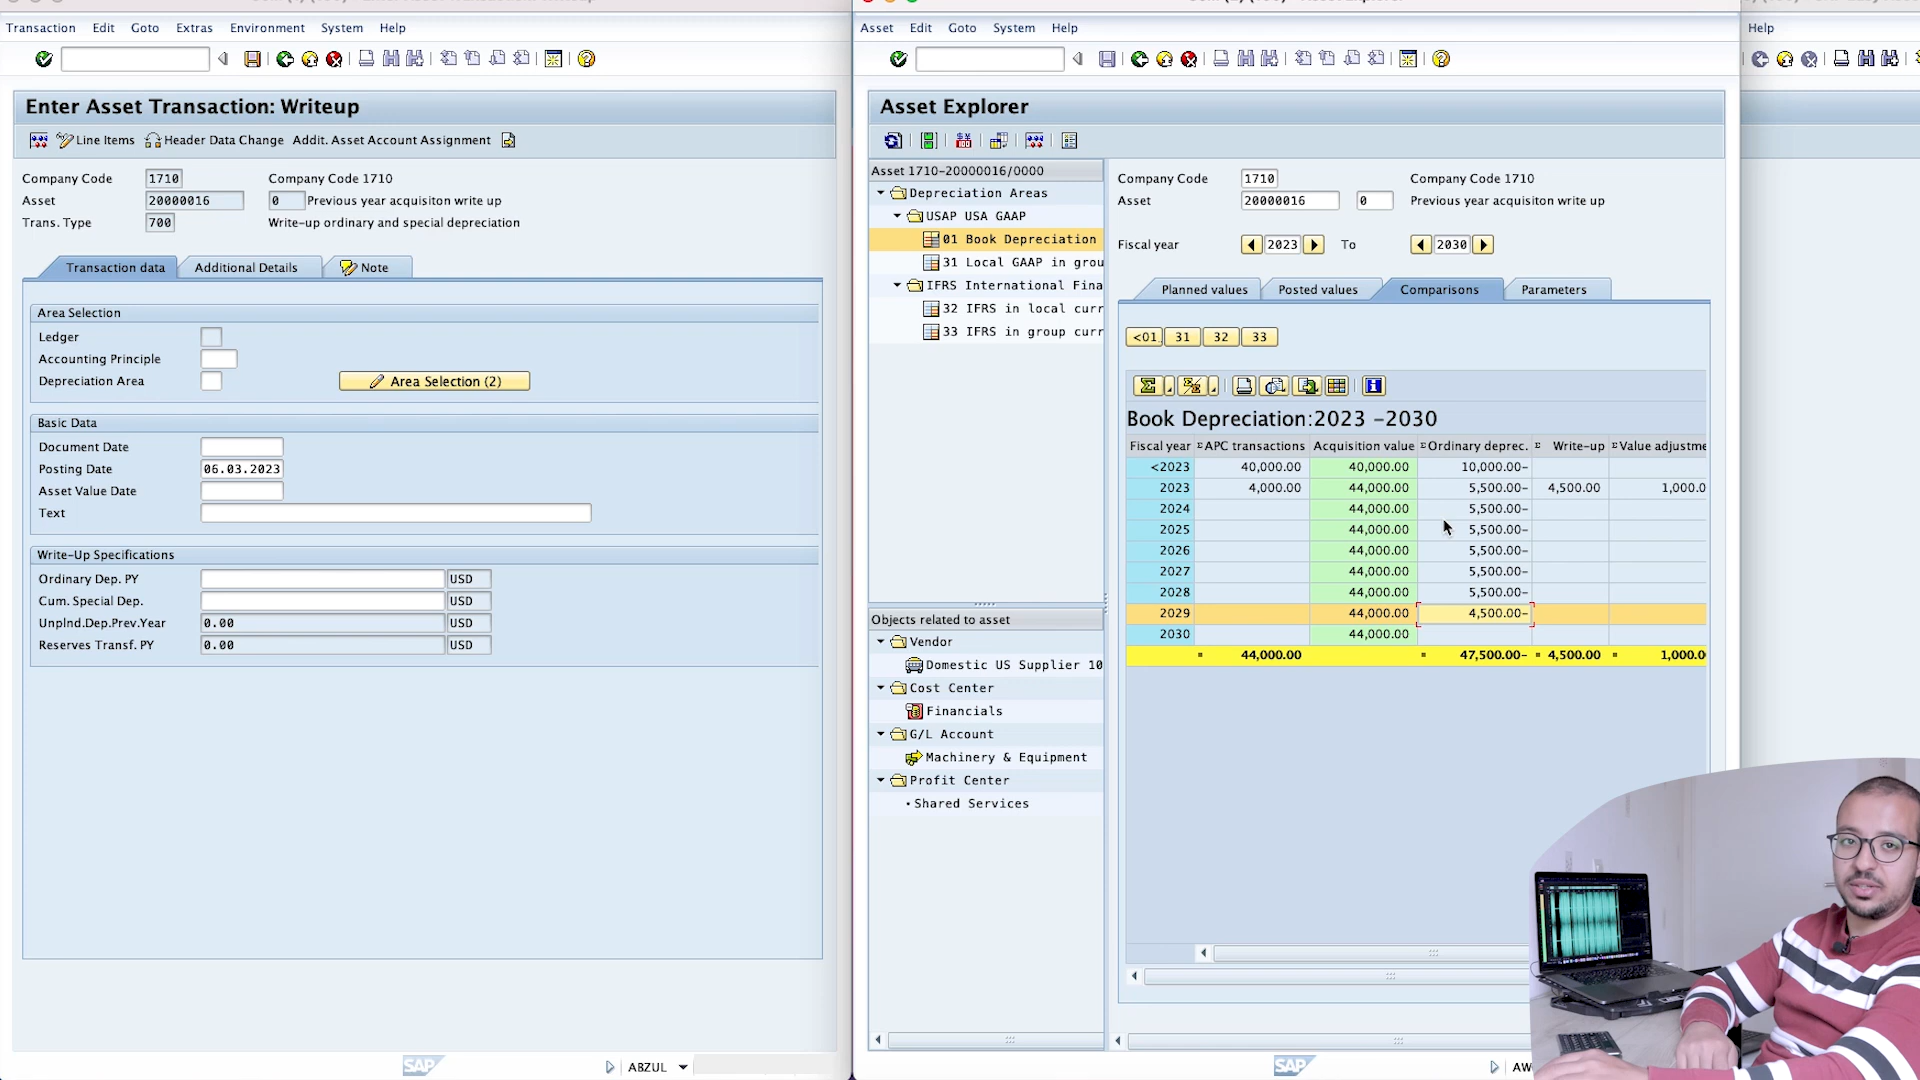 Transaction Edit Goto Extras Environment System Help
Enter Asset Transaction: Writeup
Line Items Header Data Change Addit. Asset Account Assignment
Company Code 1710 Company Code 1710
Asset 20000016 0 Previous year acquisiton write up
Trans. Type 700 Write-up ordinary and special depreciation
Transaction data Additional Details Note
Area Selection
Ledger
Accounting Principle
Depreciation Area Area Selection (2)
Basic Data
Document Date
Posting Date 06.03.2023
Asset Value Date
Text
Write-Up Specifications
Ordinary Dep. PY USD
Cum. Special Dep. USD
Unplnd.Dep.Prev.Year 0.00 USD
Reserves Transf. PY 0.00 USD
SAP ABZUL
Asset Edit Goto System Help
Asset Explorer
Asset 1710-20000016/0000
Depreciation Areas
USAP USA GAAP
01 Book Depreciation
31 Local GAAP in grou
IFRS International Fina
32 IFRS in local curr
33 IFRS in group curr
Objects related to asset
Vendor
Domestic US Supplier 10
Cost Center
Financials
G/L Account
Machinery & Equipment
Profit Center
Shared Services
Company Code 1710 Company Code 1710
Asset 20000016 0 Previous year acquisiton write up
Fiscal year 2023 To 2030
Planned values Posted values Comparisons Parameters
<01 31 32 33
Book Depreciation:2023 -2030
Fiscal year Σ APC transactions Acquisition value Σ Ordinary deprec. Σ Write-up Σ Value adjustme
<2023 40,000.00 40,000.00 10,000.00-
2023 4,000.00 44,000.00 5,500.00- 4,500.00 1,000.0
2024 44,000.00 5,500.00-
2025 44,000.00 5,500.00-
2026 44,000.00 5,500.00-
2027 44,000.00 5,500.00-
2028 44,000.00 5,500.00-
2029 44,000.00 4,500.00-
2030 44,000.00
44,000.00 47,500.00- 4,500.00 1,000.0
SAP AW
Help